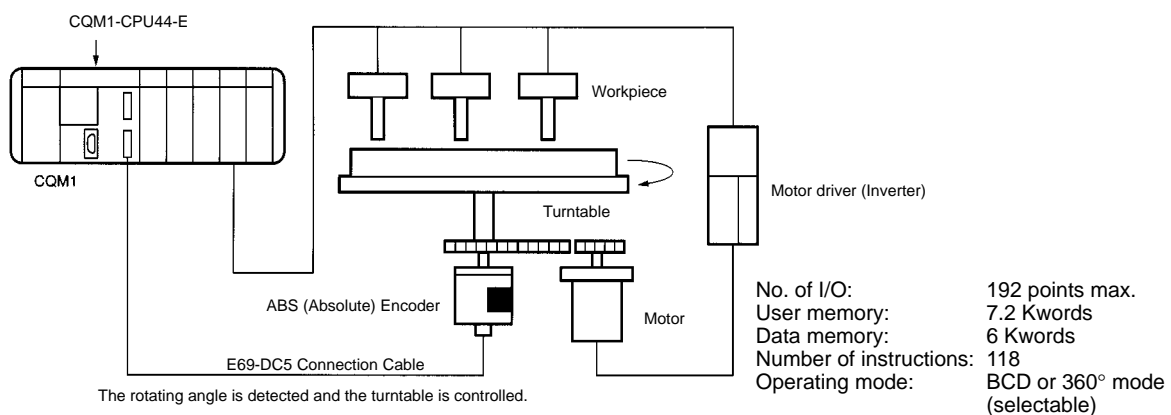 CQM1-CPU44-E
Workpiece
CQM1
Motor driver (Inverter)
Turntable
ABS (Absolute) Encoder
Motor
E69-DC5 Connection Cable
The rotating angle is detected and the turntable is controlled.
No. of I/O: 192 points max.
User memory: 7.2 Kwords
Data memory: 6 Kwords
Number of instructions: 118
Operating mode: BCD or 360° mode
(selectable)